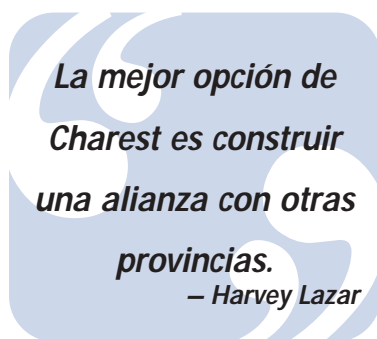 La mejor opción de
Charest es construir
una alianza con otras
provincias.
– Harvey Lazar